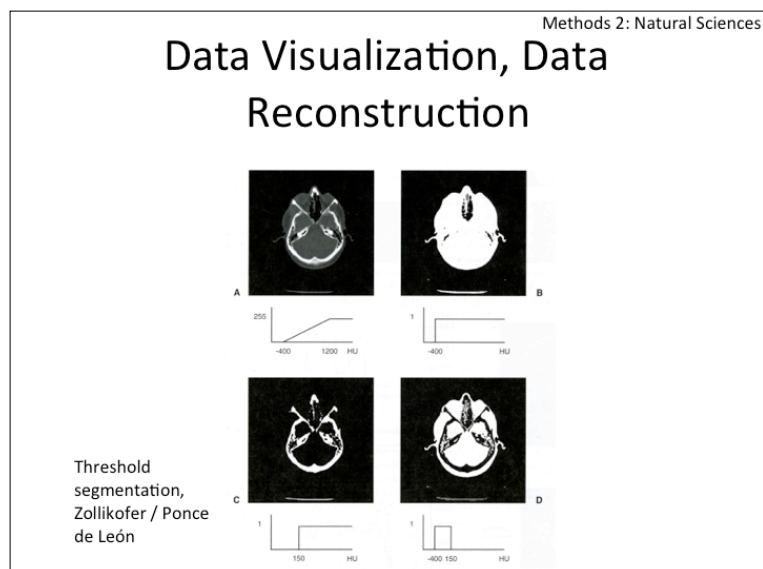 Methods 2: Natural Sciences
Data Visualization, Data
Reconstruction
A
B
255
-400 1200 HU
1
-400 HU
Threshold
segmentation,
Zollikofer / Ponce
de León
C
D
1
150 HU
1
-400 150 HU